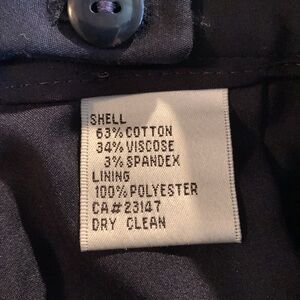 SHELL
63% COTTON
34% VISCOSE
3% SPANDEX
LINING
100% POLYESTER
CA# 23147
DRY CLEAN